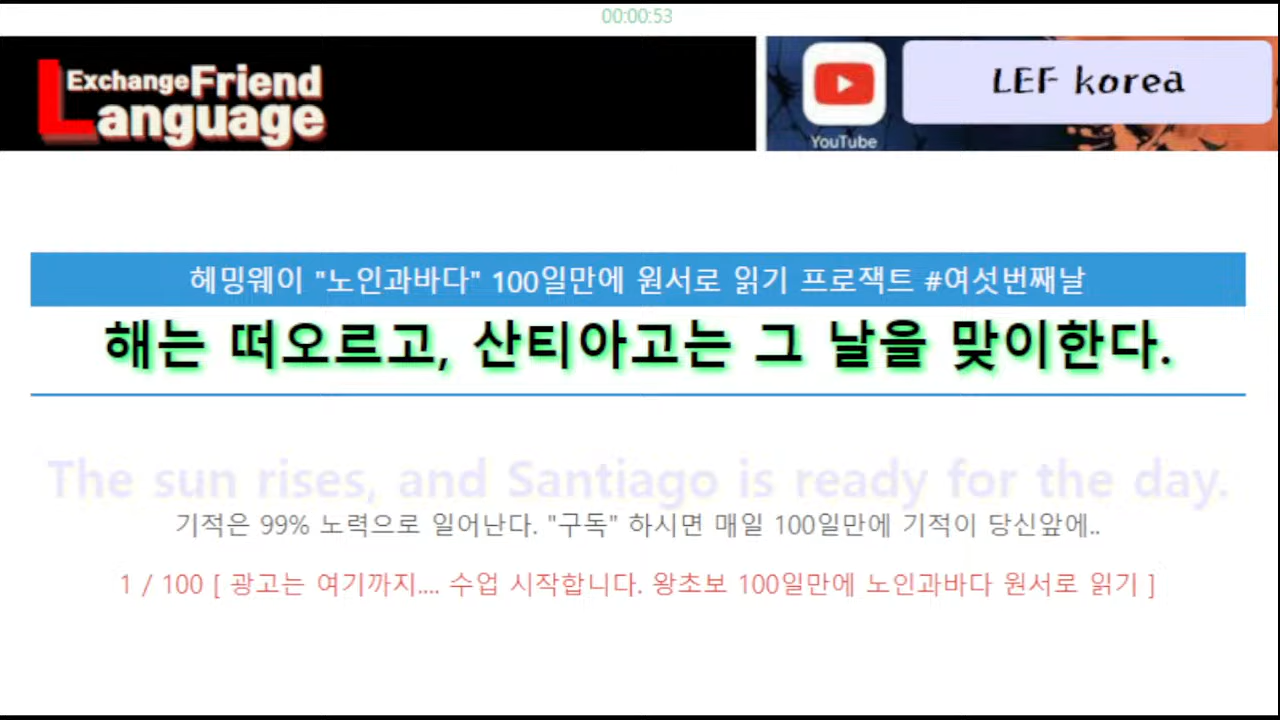 00:00:53
ExchangeFriend
Language
LEF korea
YouTube
헤밍웨이 "노인과바다" 100일만에 원서로 읽기 프로잭트 #여섯번째날
해는 떠오르고, 산티아고는 그 날을 맞이한다.
The sun rises, and Santiago is ready for the day.
기적은 99% 노력으로 일어난다. "구독" 하시면 매일 100일만에 기적이 당신앞에..
1 / 100 [ 광고는 여기까지.... 수업 시작합니다. 왕초보 100일만에 노인과바다 원서로 읽기 ]